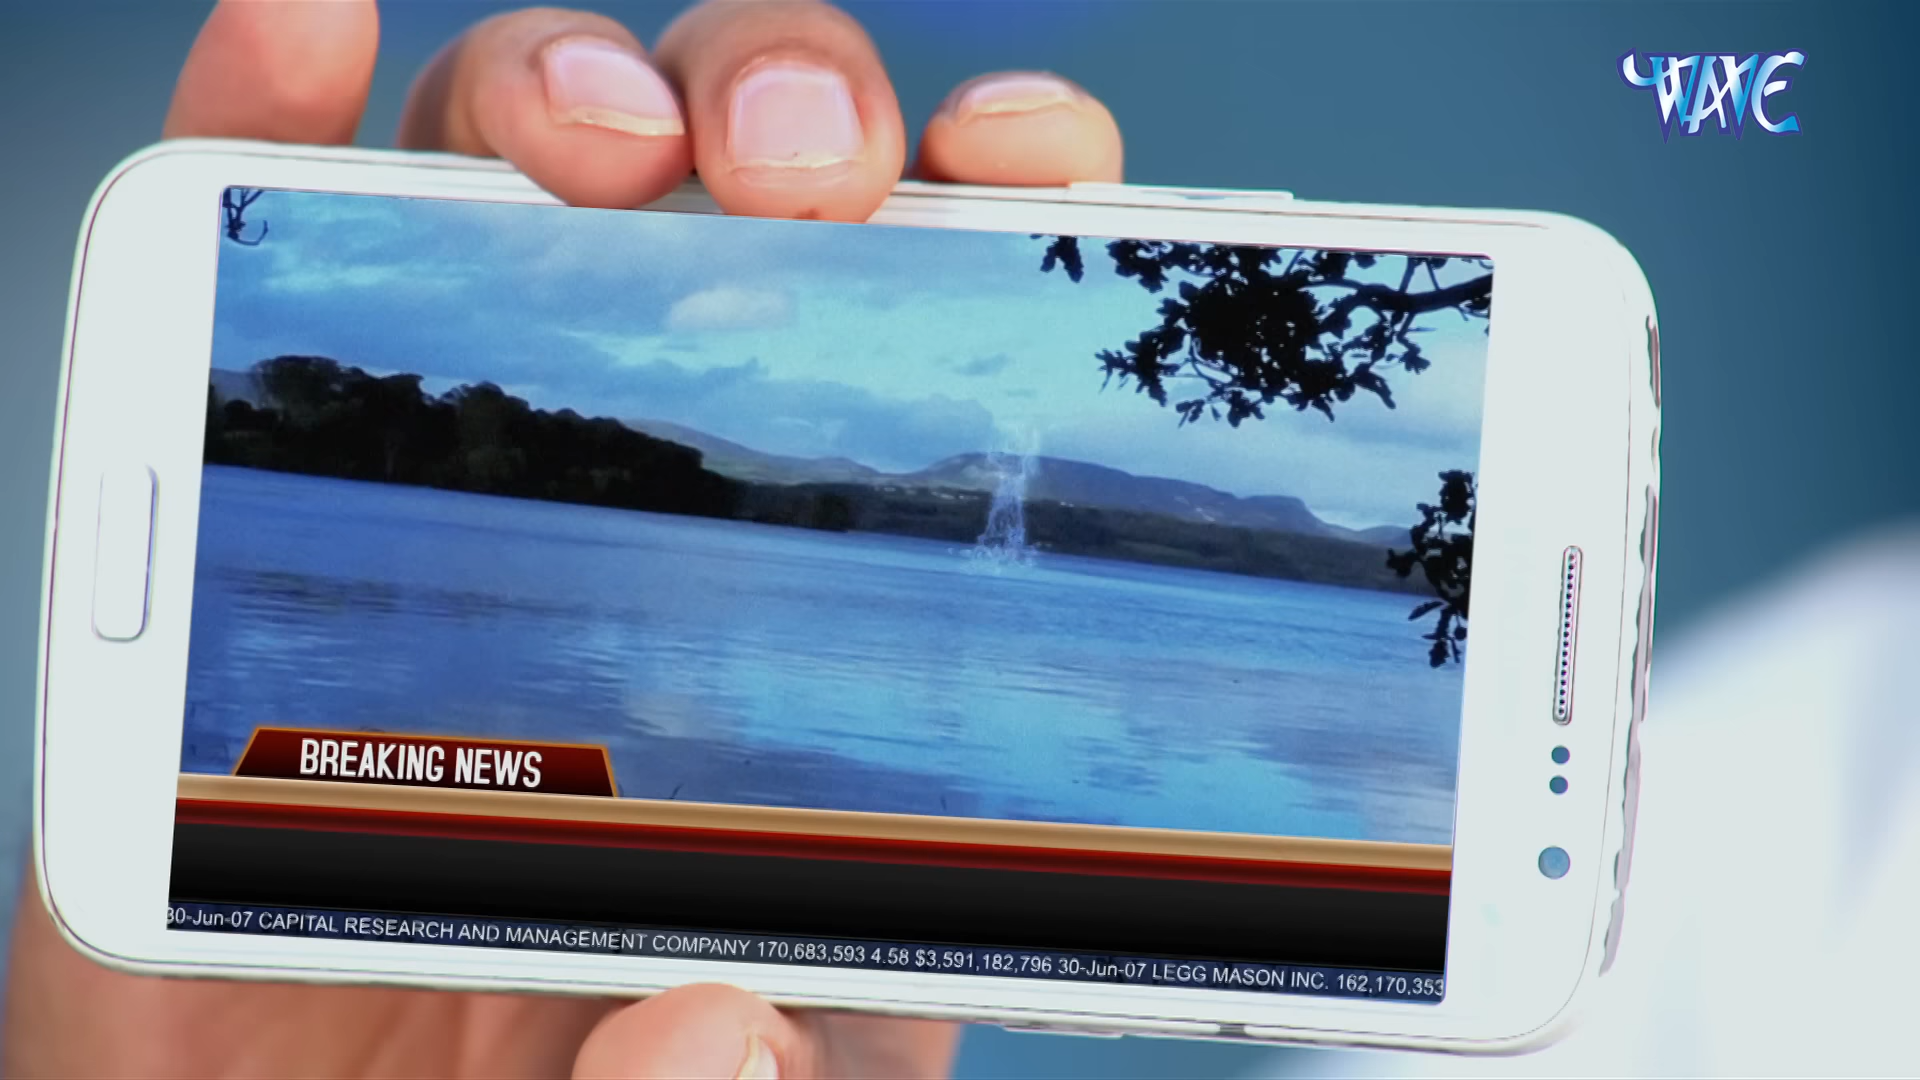 WAVE
BREAKING NEWS
30-Jun-07 CAPITAL RESEARCH AND MANAGEMENT COMPANY 170,683,593 4.58 $3,591,182,796 30-Jun-07 LEGG MASON INC. 162,170,353